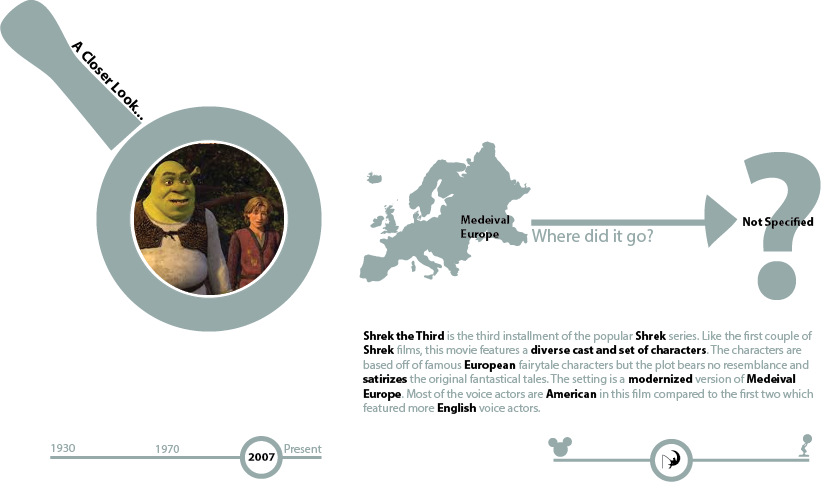 A Closer Look...
Medeival
Europe
Where did it go?
Not Specified
Shrek the Third is the third installment of the popular Shrek series. Like the first couple of
Shrek films, this movie features a diverse cast and set of characters. The characters are
based off of famous European fairytale characters but the plot bears no resemblance and
satirizes the original fantastical tales. The setting is a modernized version of Medeival
Europe. Most of the voice actors are American in this film compared to the first two which
featured more English voice actors.
1930
1970
2007
Present